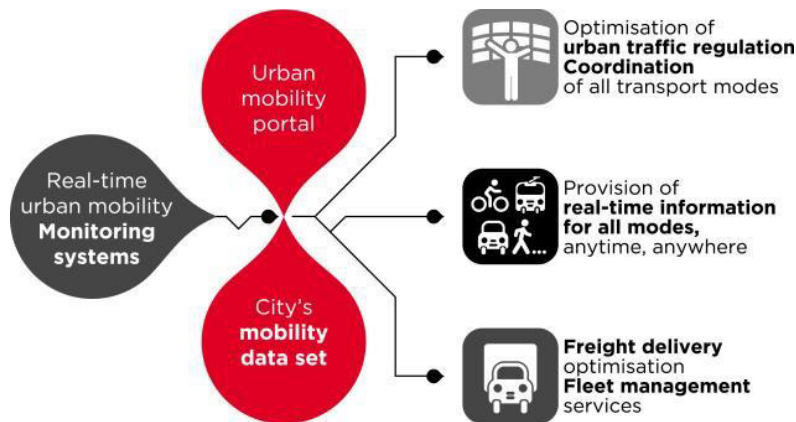 Real-time
urban mobility
Monitoring
systems
Urban
mobility
portal
City's
mobility
data set
Optimisation of
urban traffic regulation
Coordination
of all transport modes
Provision of
real-time information
for all modes,
anytime, anywhere
Freight delivery
optimisation
Fleet management
services